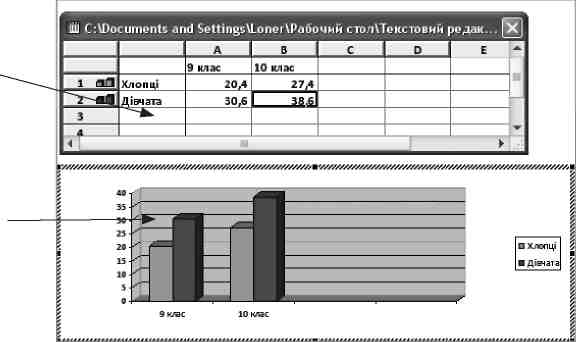 C:\Documents and Settings\Loner\Рабочий стол\Текстовий редак...
A B C D E
9 клас 10 клас
1 Хлопці 20,4 27,4
2 Дівчата 30,6 38,6
3
4
40
35
30
25
20
15
10
5
0
9 клас 10 клас
Хлопці
Дівчата